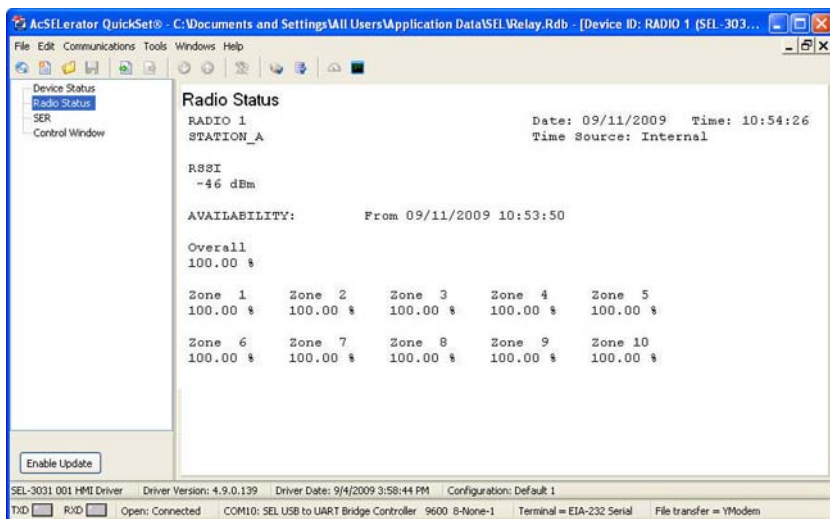 AcSELerator QuickSet® - C:\Documents and Settings\All Users\Application Data\SEL\Relay.Rdb - [Device ID: RADIO 1 (SEL-303...
File Edit Communications Tools Windows Help
Device Status
Radio Status
SER
Control Window
Radio Status
RADIO 1 Date: 09/11/2009 Time: 10:54:26
STATION_A Time Source: Internal
RSSI
-46 dBm
AVAILABILITY: From 09/11/2009 10:53:50
Overall
100.00 %
Zone 1 Zone 2 Zone 3 Zone 4 Zone 5
100.00 % 100.00 % 100.00 % 100.00 % 100.00 %
Zone 6 Zone 7 Zone 8 Zone 9 Zone 10
100.00 % 100.00 % 100.00 % 100.00 % 100.00 %
Enable Update
SEL-3031 001 HMI Driver Driver Version: 4.9.0.139 Driver Date: 9/4/2009 3:58:44 PM Configuration: Default 1
TXD RXD Open: Connected COM10: SEL USB to UART Bridge Controller 9600 8-None-1 Terminal = EIA-232 Serial File transfer = YModem